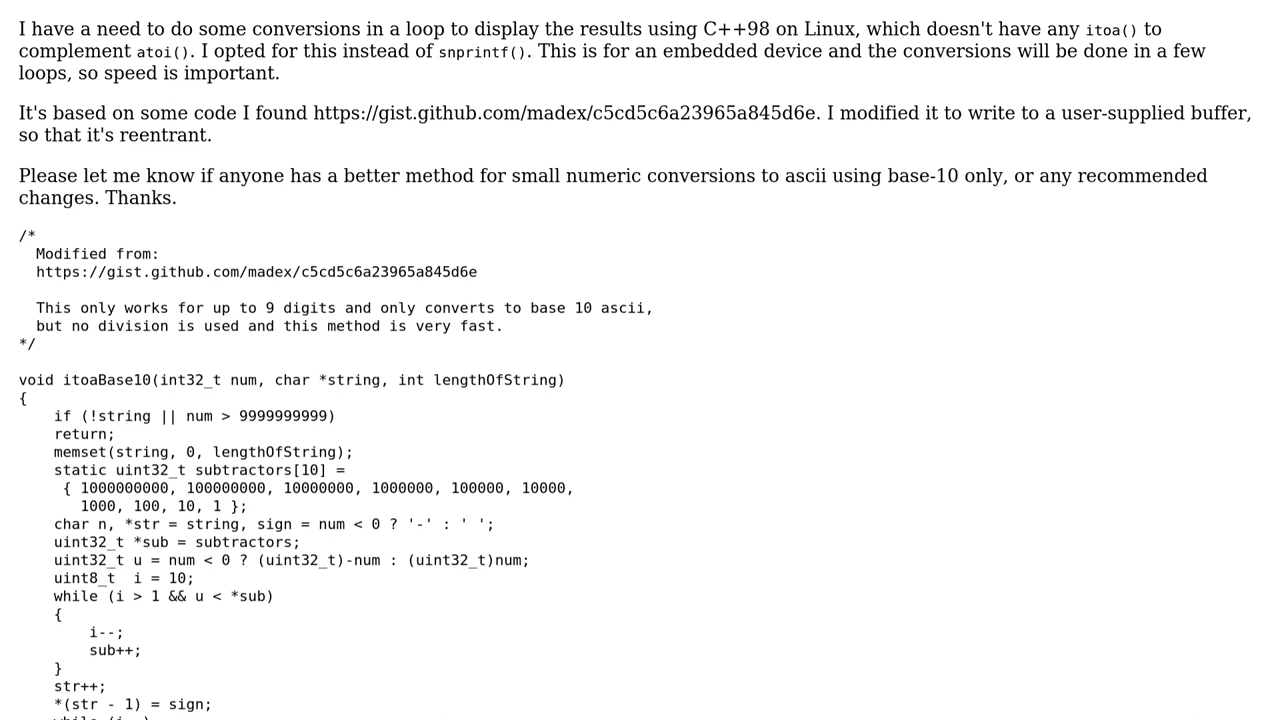 I have a need to do some conversions in a loop to display the results using C++98 on Linux, which doesn't have any itoa() to
complement atoi(). I opted for this instead of snprintf(). This is for an embedded device and the conversions will be done in a few
loops, so speed is important.
It's based on some code I found https://gist.github.com/madex/c5cd5c6a23965a845d6e. I modified it to write to a user-supplied buffer,
so that it's reentrant.
Please let me know if anyone has a better method for small numeric conversions to ascii using base-10 only, or any recommended
changes. Thanks.
/*
  Modified from:
  https://gist.github.com/madex/c5cd5c6a23965a845d6e
  This only works for up to 9 digits and only converts to base 10 ascii,
  but no division is used and this method is very fast.
*/
void itoaBase10(int32_t num, char *string, int lengthOfString)
{
    if (!string || num > 9999999999)
    return;
    memset(string, 0, lengthOfString);
    static uint32_t subtractors[10] =
     { 1000000000, 100000000, 10000000, 1000000, 100000, 10000,
       1000, 100, 10, 1 };
    char n, *str = string, sign = num < 0 ? '-' : ' ';
    uint32_t *sub = subtractors;
    uint32_t u = num < 0 ? (uint32_t)-num : (uint32_t)num;
    uint8_t  i = 10;
    while (i > 1 && u < *sub)
    {
        i--;
        sub++;
    }
    str++;
    *(str - 1) = sign;